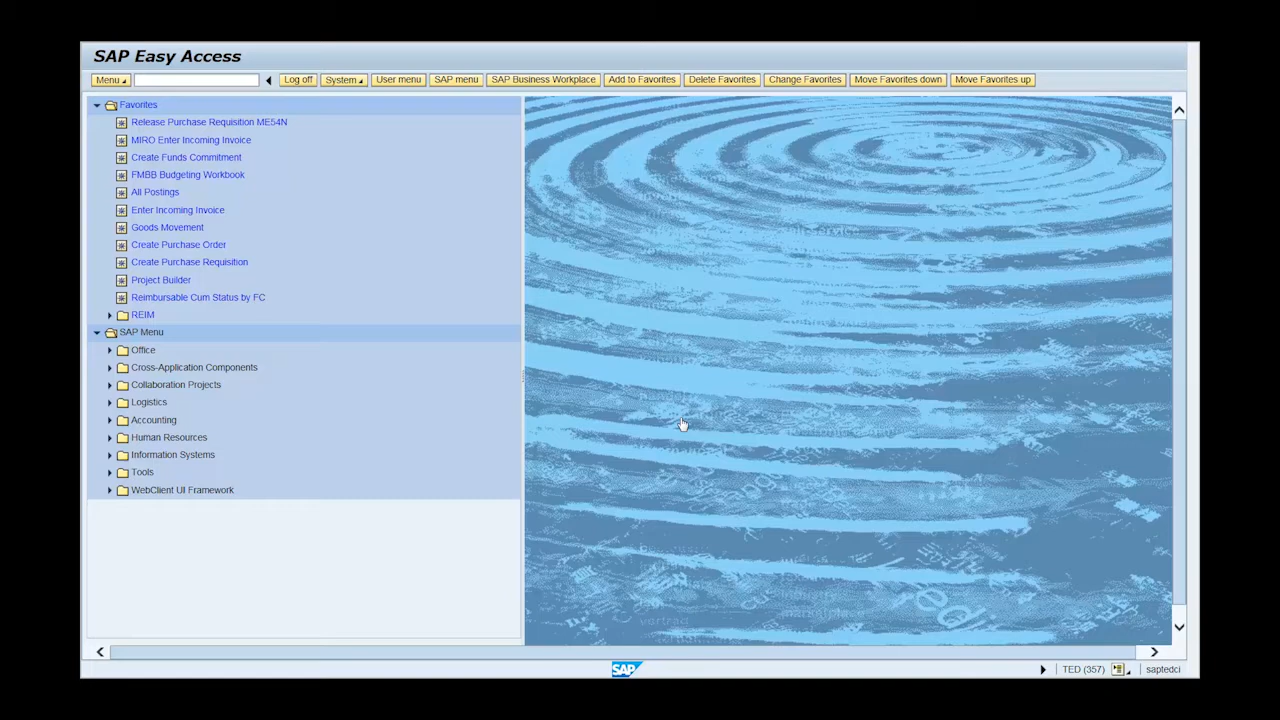 SAP Easy Access
Menu Log off System User menu SAP menu SAP Business Workplace Add to Favorites Delete Favorites Change Favorites Move Favorites down Move Favorites up
Favorites
Release Purchase Requisition ME54N
MIRO Enter Incoming Invoice
Create Funds Commitment
FMBB Budgeting Workbook
All Postings
Enter Incoming Invoice
Goods Movement
Create Purchase Order
Create Purchase Requisition
Project Builder
Reimbursable Cum Status by FC
REIM
SAP Menu
Office
Cross-Application Components
Collaboration Projects
Logistics
Accounting
Human Resources
Information Systems
Tools
WebClient UI Framework
SAP TED (357) saptedci